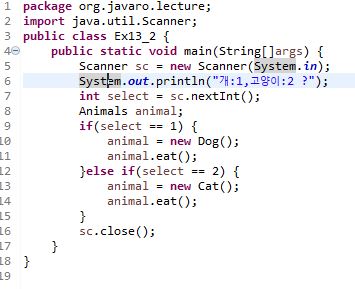 1 package org.javaro.lecture;
2 import java.util.Scanner;
3 public class Ex13_2 {
4 public static void main(String[]args) {
5 Scanner sc = new Scanner(System.in);
6 System.out.println("개:1,고양이:2 ?");
7 int select = sc.nextInt();
8 Animals animal;
9 if(select == 1) {
10 animal = new Dog();
11 animal.eat();
12 }else if(select == 2) {
13 animal = new Cat();
14 animal.eat();
15 }
16 sc.close();
17 }
18 }
19